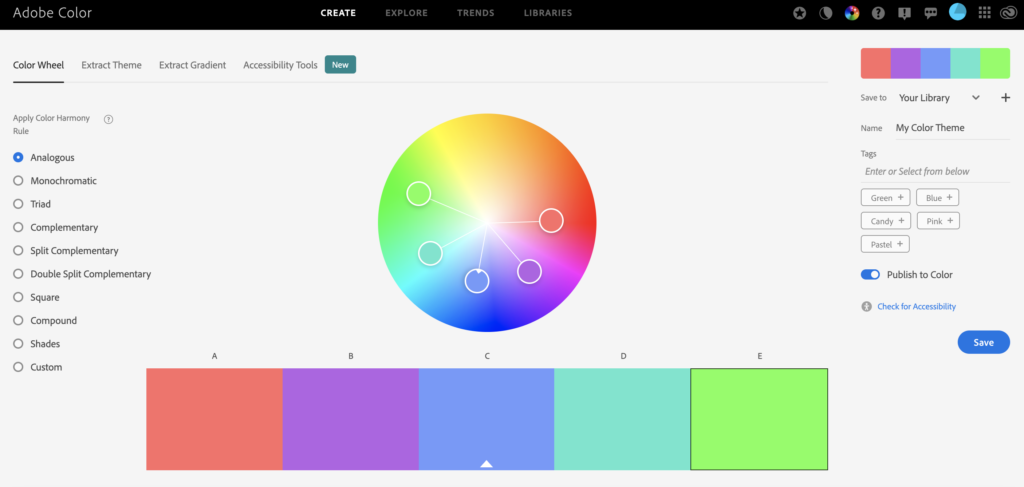 Adobe Color
CREATE EXPLORE TRENDS LIBRARIES
Color Wheel Extract Theme Extract Gradient Accessibility Tools New
Apply Color Harmony
Rule
Analogous
Monochromatic
Triad
Complementary
Split Complementary
Double Split Complementary
Square
Compound
Shades
Custom
A B C D E
Save to Your Library
Name My Color Theme
Tags
Enter or Select from below
Green + Blue +
Candy + Pink +
Pastel +
Publish to Color
Check for Accessibility
Save